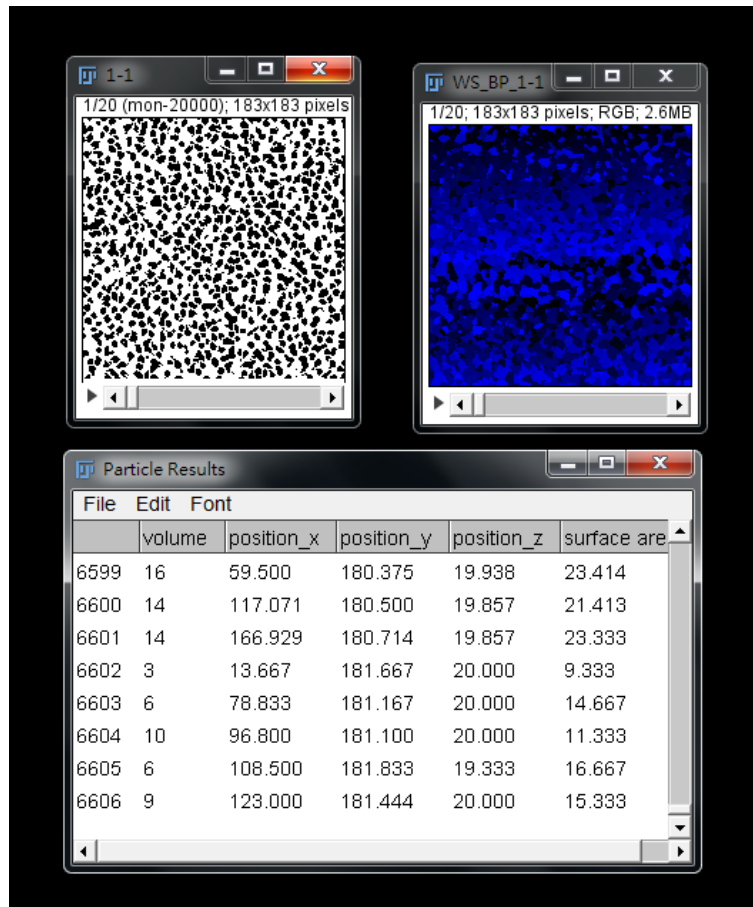 1-1
1/20 (mon-20000); 183x183 pixels
WS_BP_1-1
1/20; 183x183 pixels; RGB; 2.6MB
Particle Results
File Edit Font
volume position_x position_y position_z surface are
6599 16 59.500 180.375 19.938 23.414
6600 14 117.071 180.500 19.857 21.413
6601 14 166.929 180.714 19.857 23.333
6602 3 13.667 181.667 20.000 9.333
6603 6 78.833 181.167 20.000 14.667
6604 10 96.800 181.100 20.000 11.333
6605 6 108.500 181.833 19.333 16.667
6606 9 123.000 181.444 20.000 15.333